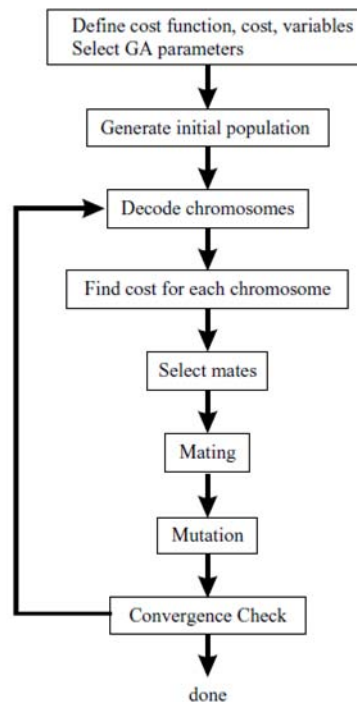 Define cost function, cost, variables
Select GA parameters
Generate initial population
Decode chromosomes
Find cost for each chromosome
Select mates
Mating
Mutation
Convergence Check
done